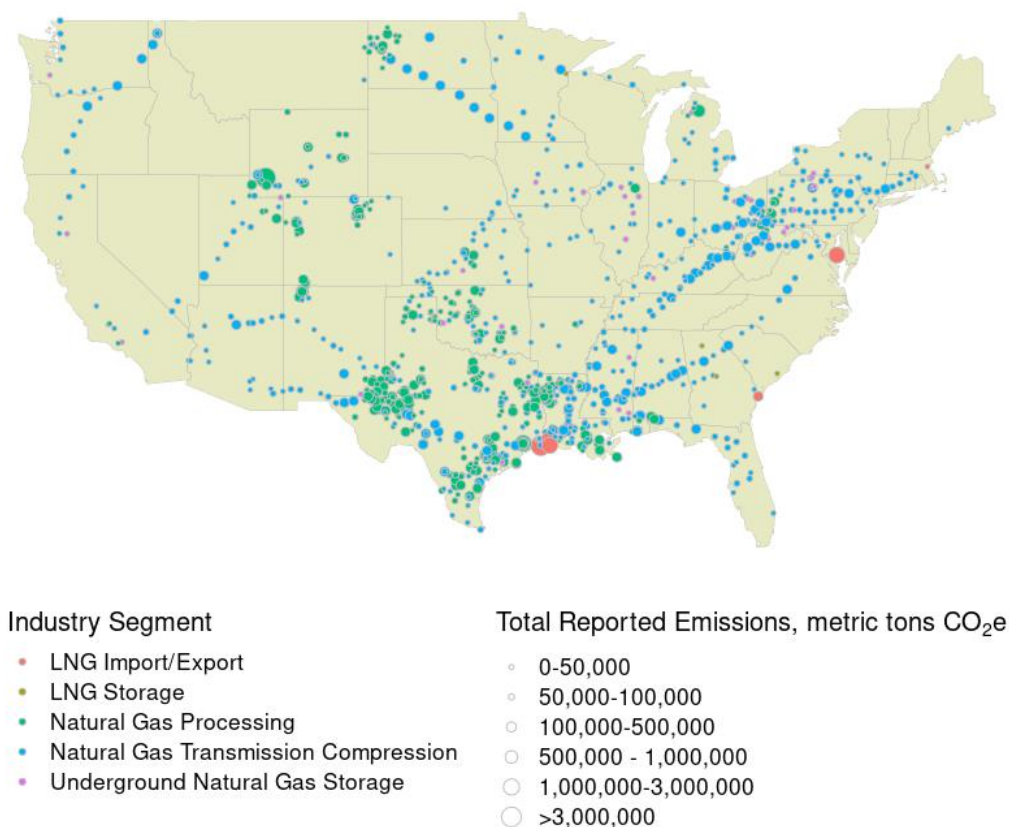 Industry Segment
LNG Import/Export
LNG Storage
Natural Gas Processing
Natural Gas Transmission Compression
Underground Natural Gas Storage
Total Reported Emissions, metric tons CO₂e
0-50,000
50,000-100,000
100,000-500,000
500,000 - 1,000,000
1,000,000-3,000,000
>3,000,000